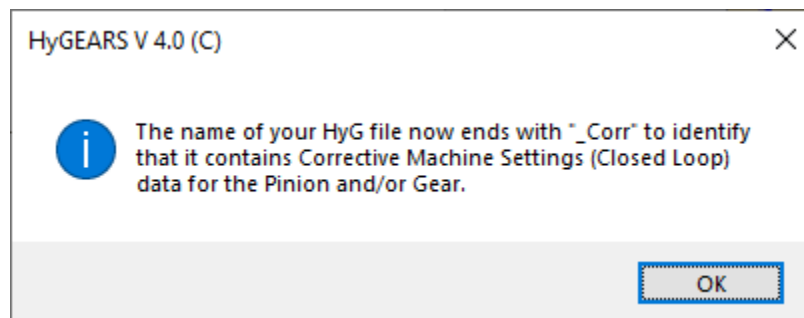 HyGEARS V 4.0 (C)
The name of your HyG file now ends with "_Corr" to identify
that it contains Corrective Machine Settings (Closed Loop)
data for the Pinion and/or Gear.
OK